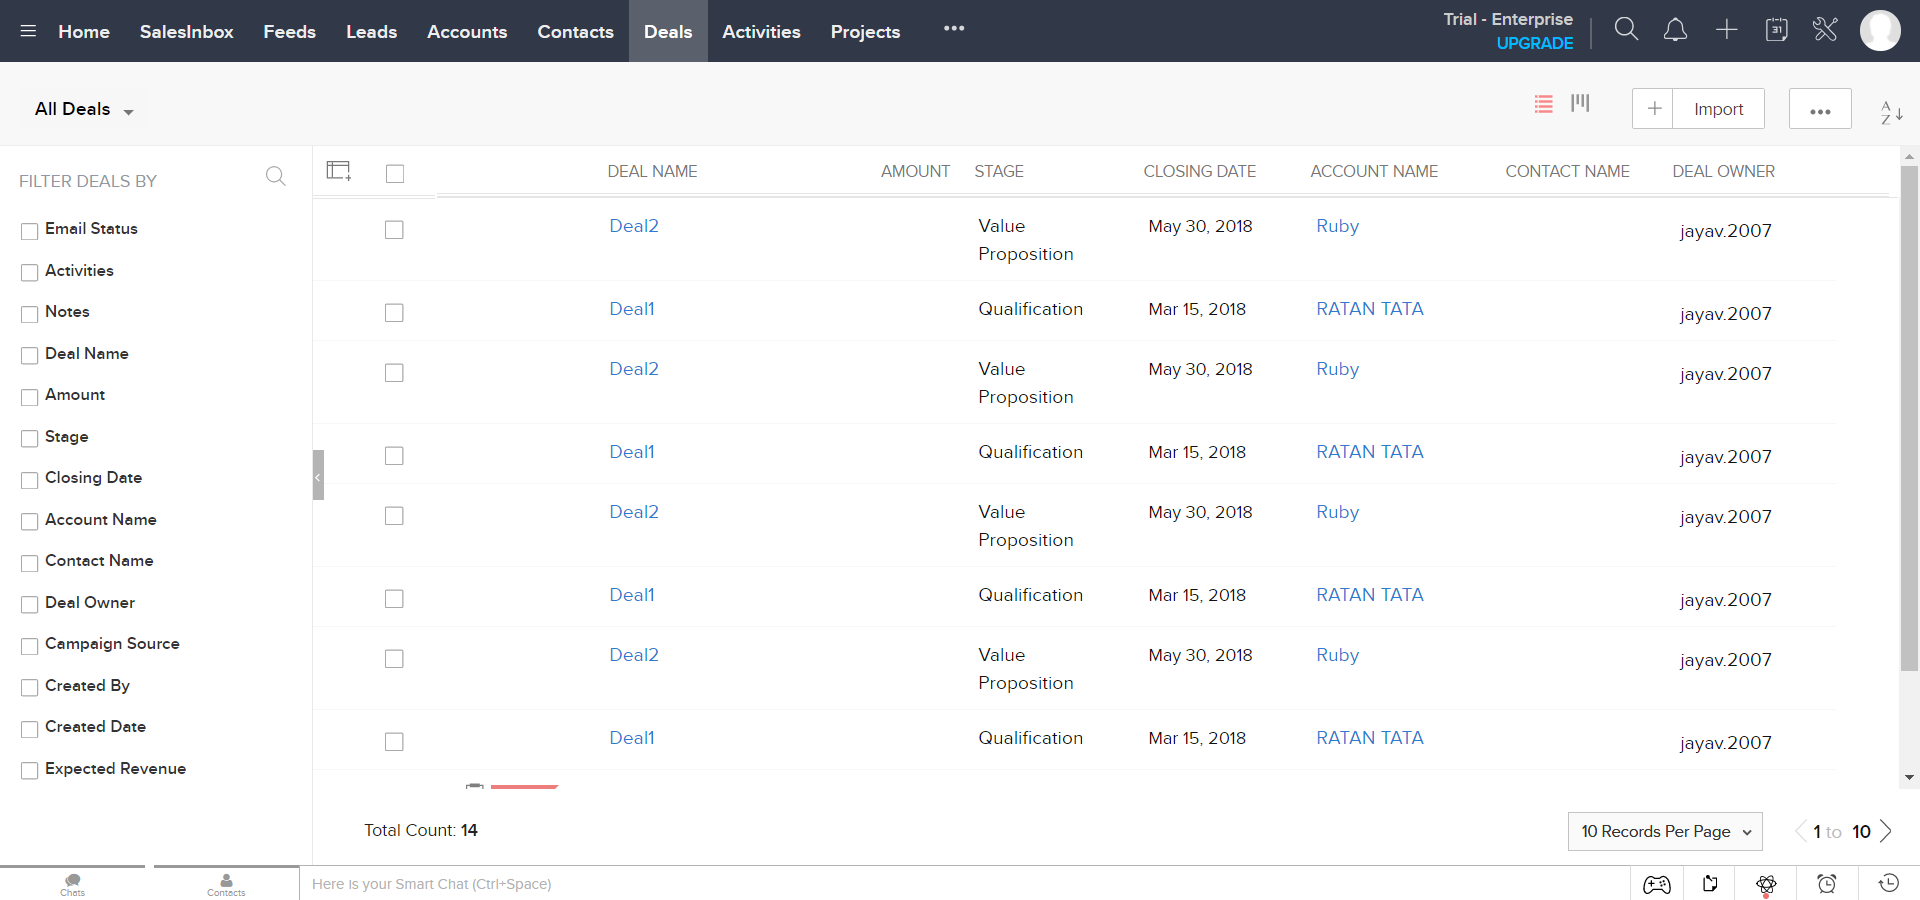 Home SalesInbox Feeds Leads Accounts Contacts Deals Activities Projects ••• Trial - Enterprise
UPGRADE
31
All Deals
Import
•••
A
Z
FILTER DEALS BY
Email Status
Activities
Notes
Deal Name
Amount
Stage
Closing Date
Account Name
Contact Name
Deal Owner
Campaign Source
Created By
Created Date
Expected Revenue
DEAL NAME AMOUNT STAGE CLOSING DATE ACCOUNT NAME CONTACT NAME DEAL OWNER
Deal2 Value Proposition May 30, 2018 Ruby jayav.2007
Deal1 Qualification Mar 15, 2018 RATAN TATA jayav.2007
Deal2 Value Proposition May 30, 2018 Ruby jayav.2007
Deal1 Qualification Mar 15, 2018 RATAN TATA jayav.2007
Deal2 Value Proposition May 30, 2018 Ruby jayav.2007
Deal1 Qualification Mar 15, 2018 RATAN TATA jayav.2007
Deal2 Value Proposition May 30, 2018 Ruby jayav.2007
Deal1 Qualification Mar 15, 2018 RATAN TATA jayav.2007
Total Count: 14
10 Records Per Page
1 to 10
Chats
Contacts
Here is your Smart Chat (Ctrl+Space)